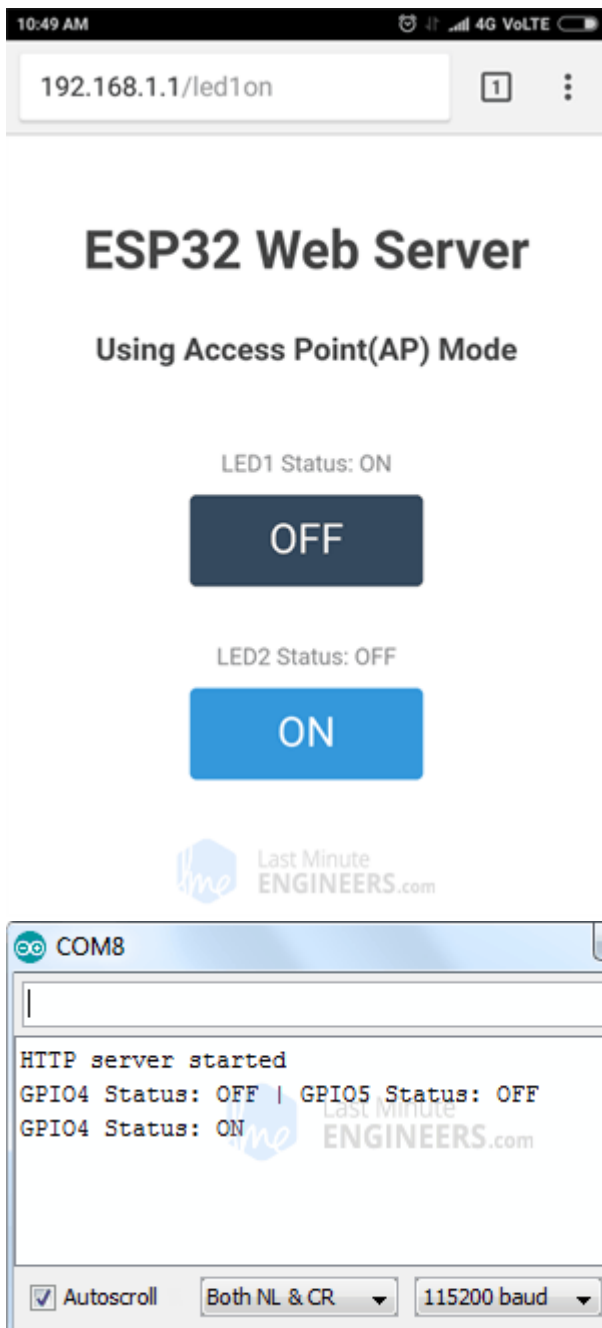 10:49 AM 4G VoLTE
192.168.1.1/led1on 1
ESP32 Web Server
Using Access Point(AP) Mode
LED1 Status: ON
OFF
LED2 Status: OFF
ON
lme Last Minute
ENGINEERS.com
COM8
HTTP server started
GPIO4 Status: OFF | GPIO5 Status: OFF
GPIO4 Status: ON
lme Last Minute
ENGINEERS.com
Autoscroll Both NL & CR 115200 baud